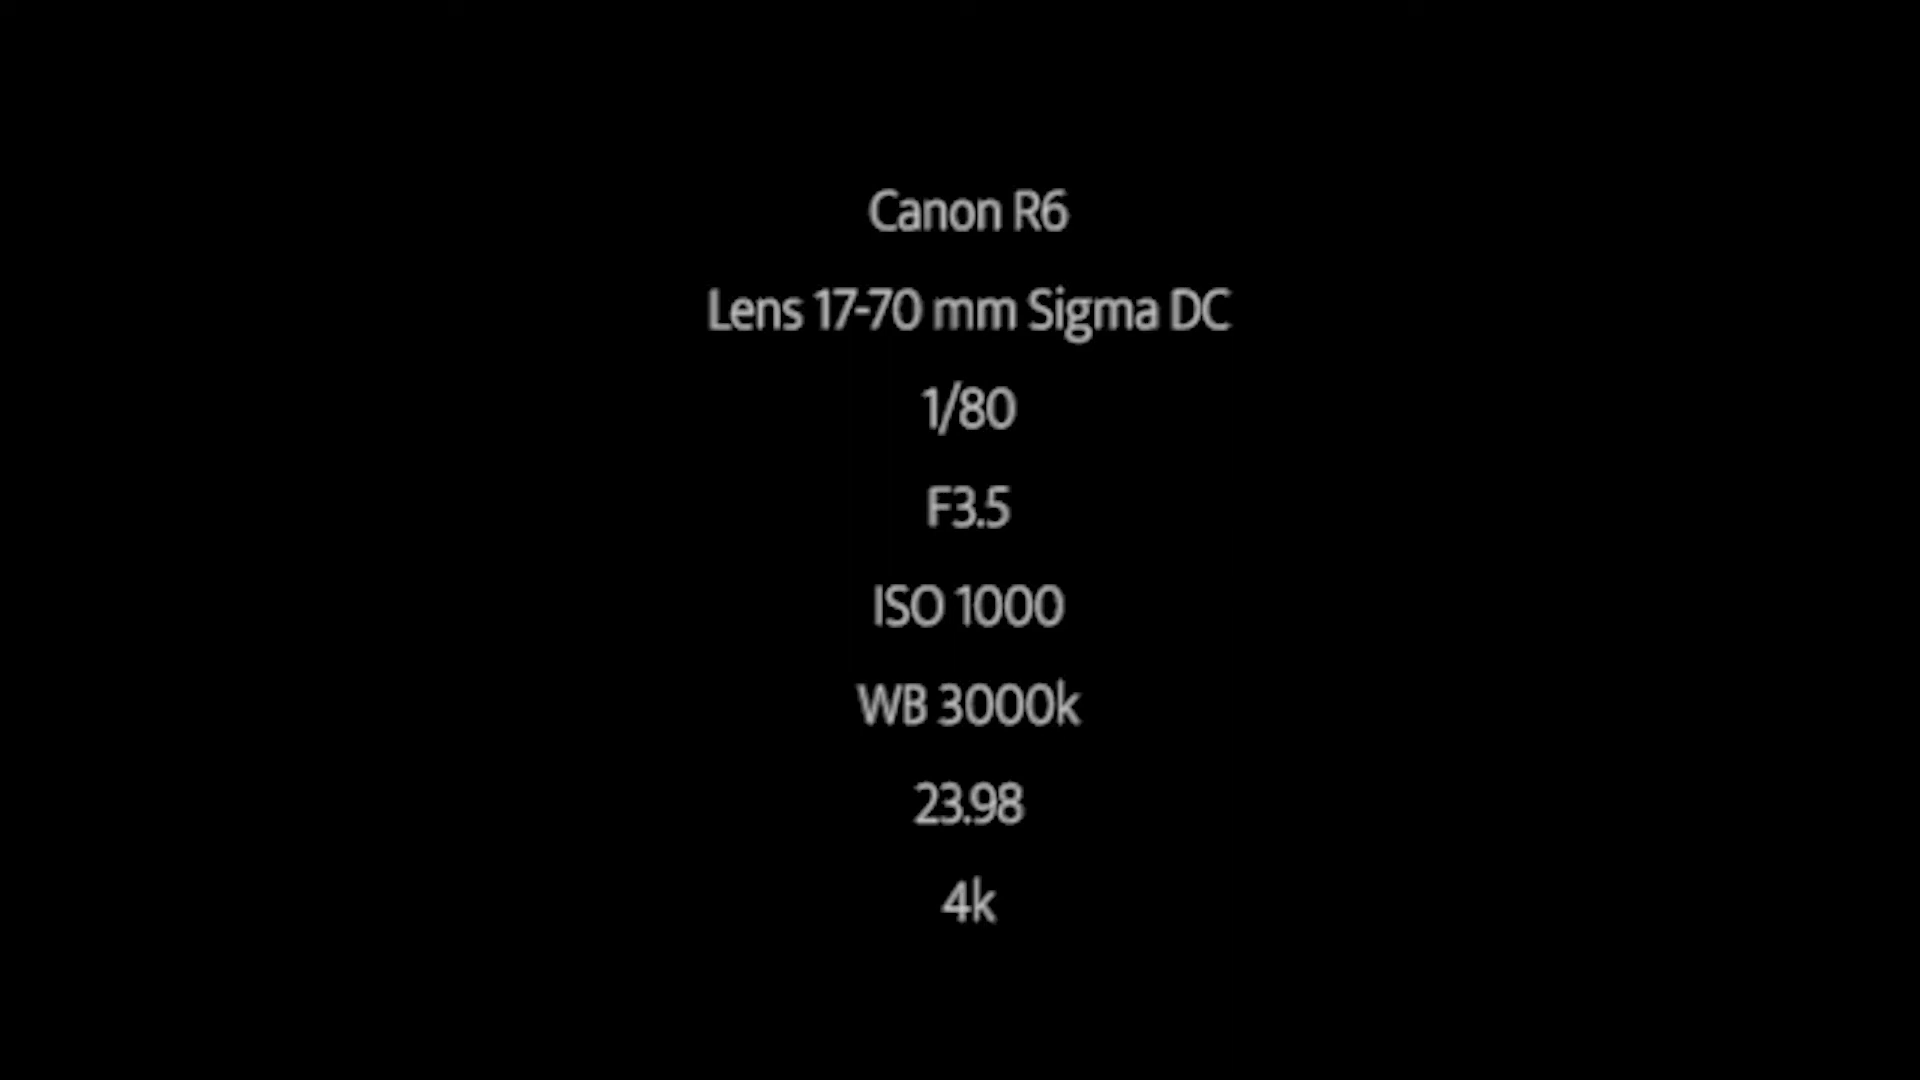 Canon R6
Lens 17-70 mm Sigma DC
1/80
F3.5
ISO 1000
WB 3000k
23.98
4k